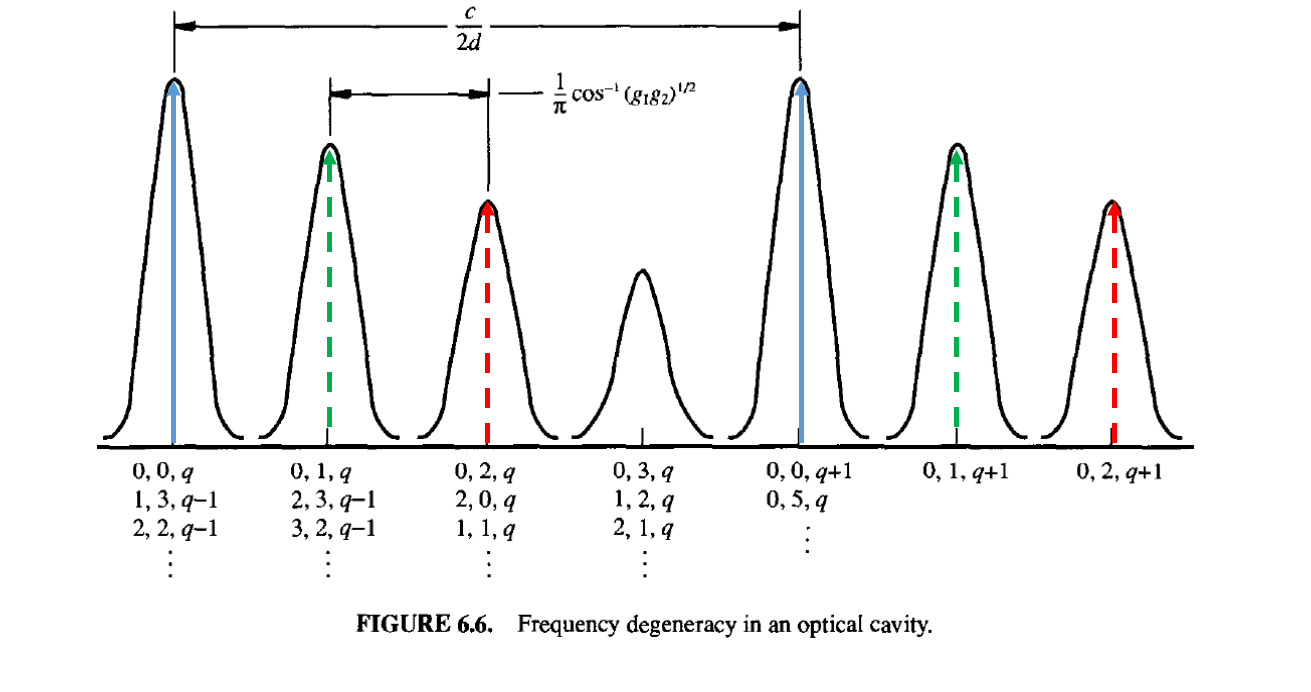 c/2d
1/π cos⁻¹ (g₁g₂)^1/2
0, 0, q
1, 3, q−1
2, 2, q−1
⋮
0, 1, q
2, 3, q−1
3, 2, q−1
⋮
0, 2, q
2, 0, q
1, 1, q
⋮
0, 3, q
1, 2, q
2, 1, q
⋮
0, 0, q+1
0, 5, q
⋮
0, 1, q+1
0, 2, q+1
FIGURE 6.6. Frequency degeneracy in an optical cavity.